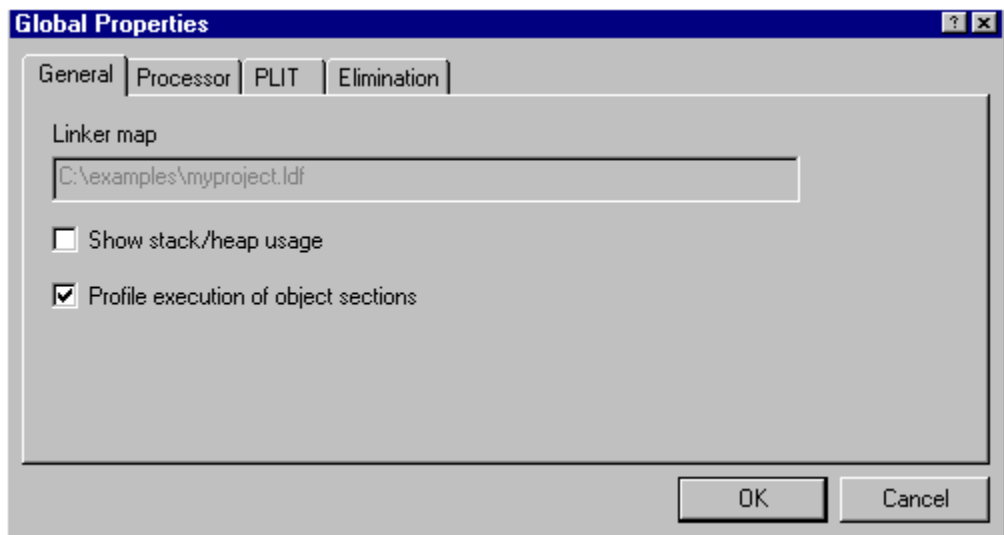 Global Properties
General Processor PLIT Elimination
Linker map
C:\examples\myproject.ldf
Show stack/heap usage
Profile execution of object sections
OK Cancel